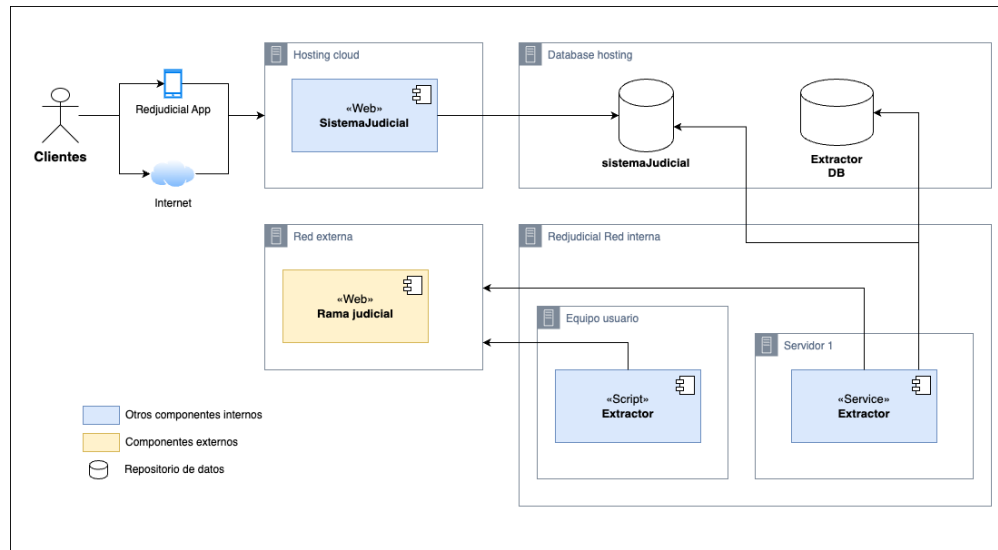 Hosting cloud
Database hosting
«Web»
SistemaJudicial
Redjudicial App
Clientes
Internet
sistemaJudicial
Extractor
DB
Red externa
Redjudicial Red interna
«Web»
Rama judicial
Equipo usuario
Servidor 1
«Script»
Extractor
«Service»
Extractor
Otros componentes internos
Componentes externos
Repositorio de datos